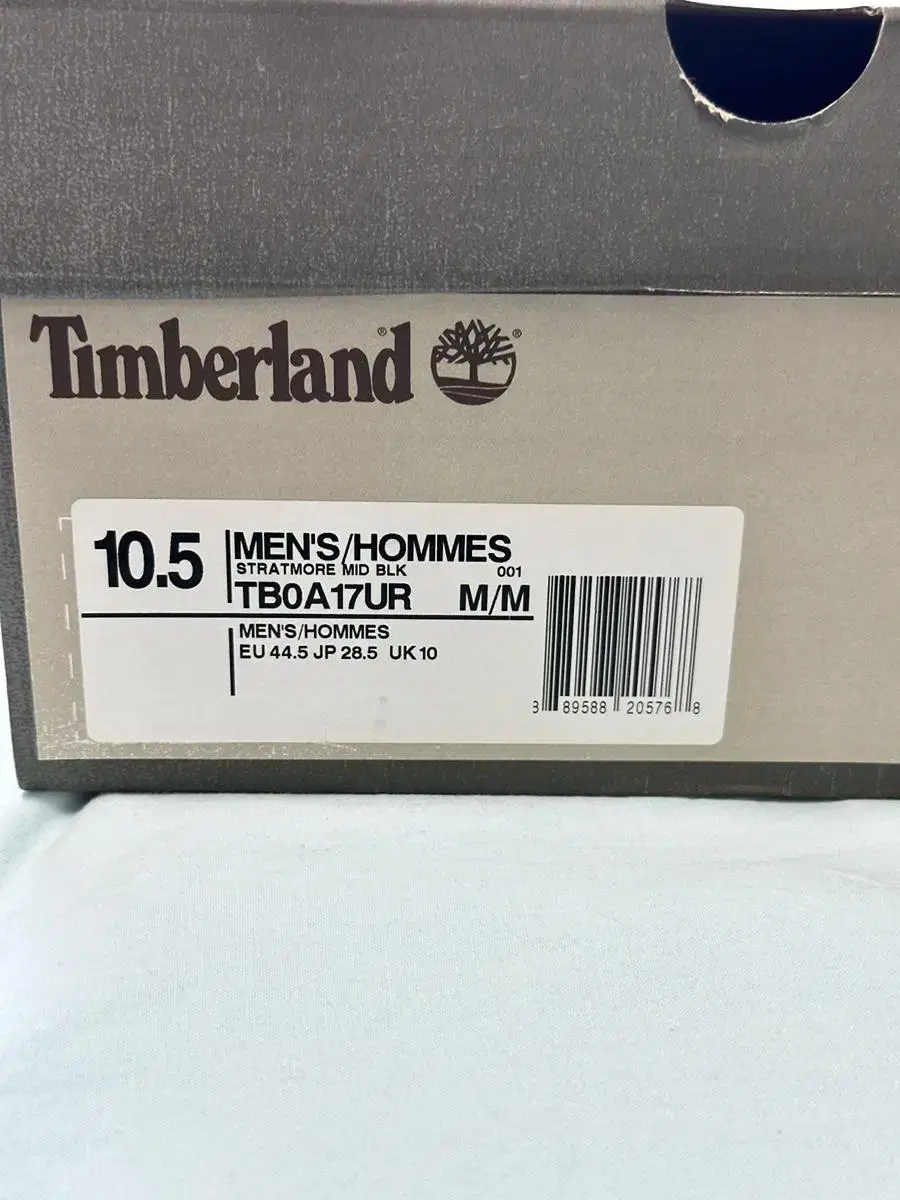 Timberland®®
10.5
MEN'S/HOMMES
STRATMORE MID BLK 001
TB0A17UR M/M
MEN'S/HOMMES
EU 44.5 JP 28.5 UK 10
8 89588 20576 8